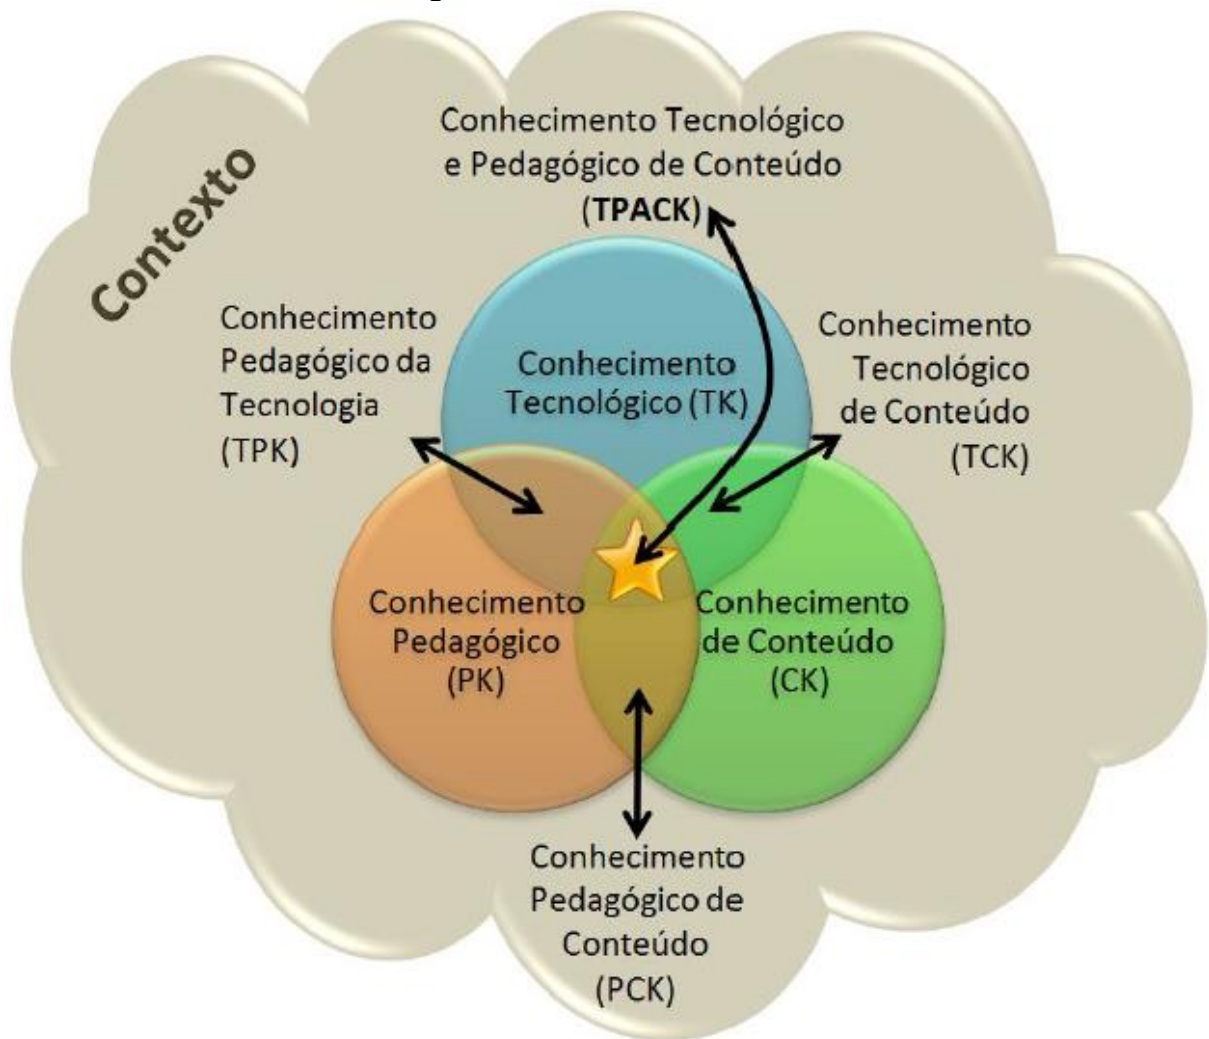 Contexto
Conhecimento Tecnológico
e Pedagógico de Conteúdo
(TPACK)
Conhecimento
Pedagógico da
Tecnologia
(TPK)
Conhecimento
Tecnológico (TK)
Conhecimento
Tecnológico
de Conteúdo
(TCK)
Conhecimento
Pedagógico
(PK)
Conhecimento
de Conteúdo
(CK)
Conhecimento
Pedagógico de
Conteúdo
(PCK)